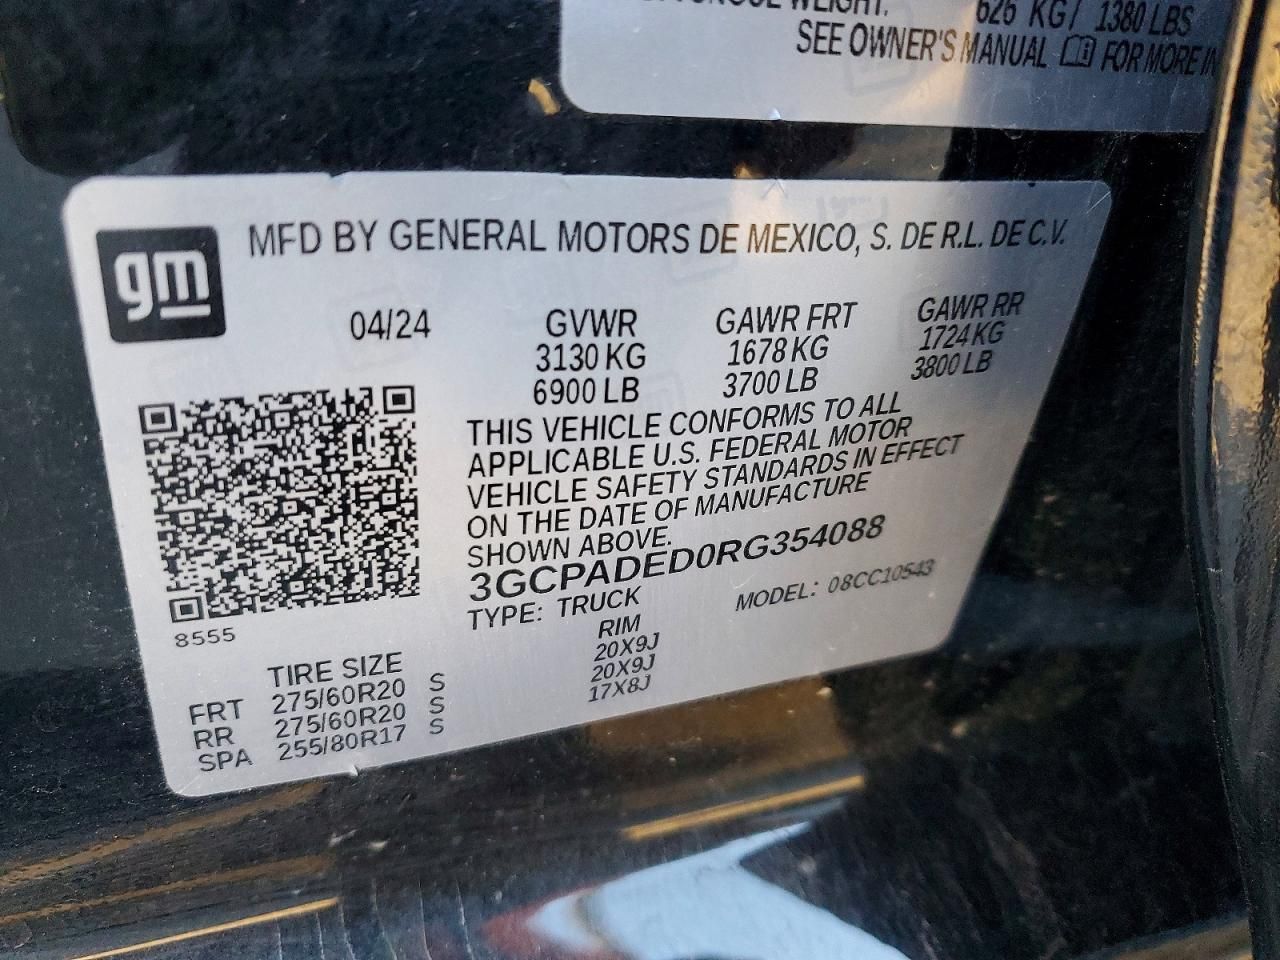 TONGUE WEIGHT: 626 KG/ 1380 LBS
SEE OWNER'S MANUAL FOR MORE IN
gm
MFD BY GENERAL MOTORS DE MEXICO, S. DE R.L. DE C.V.
04/24 GVWR GAWR FRT GAWR RR
3130 KG 1678 KG 1724 KG
6900 LB 3700 LB 3800 LB
THIS VEHICLE CONFORMS TO ALL
APPLICABLE U.S. FEDERAL MOTOR
VEHICLE SAFETY STANDARDS IN EFFECT
ON THE DATE OF MANUFACTURE
SHOWN ABOVE.
3GCPADED0RG354088
TYPE: TRUCK MODEL: 08CC10543
8555
TIRE SIZE RIM
FRT 275/60R20 S 20X9J
RR 275/60R20 S 20X9J
SPA 255/80R17 S 17X8J